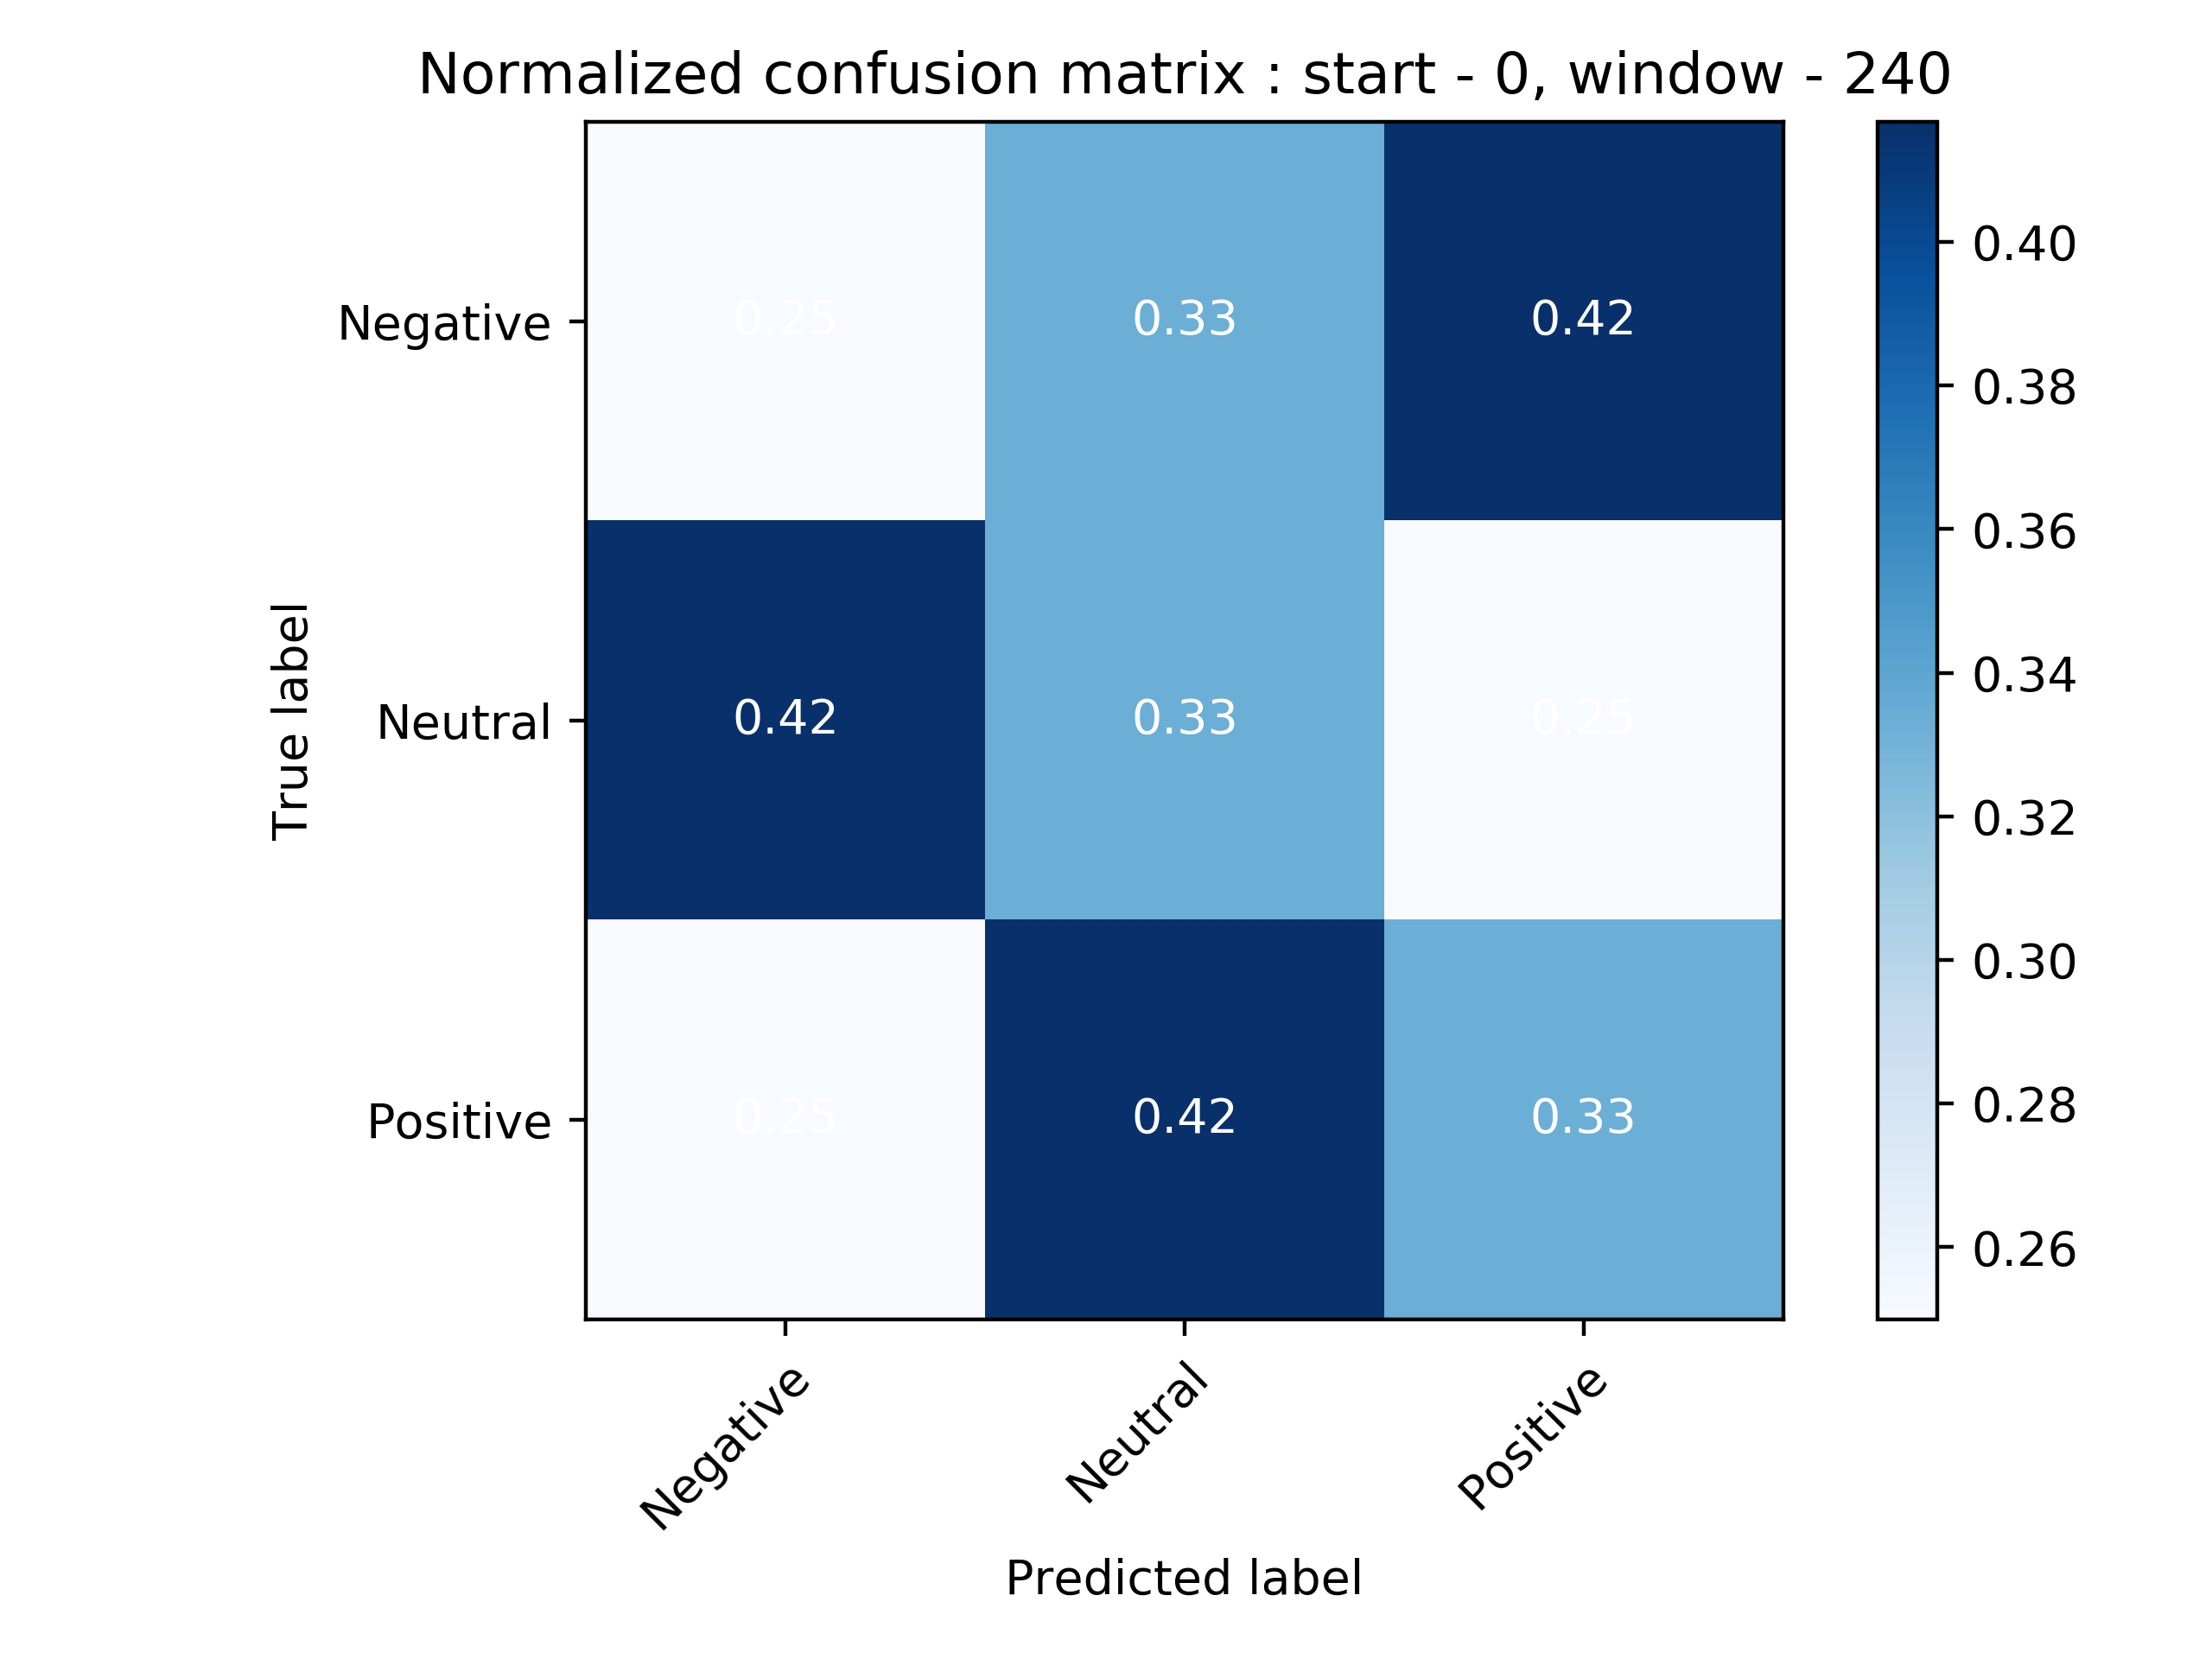 Normalized confusion matrix : start - 0, window - 240
Negative
0.25
0.33
0.42
Neutral
0.42
0.33
0.25
Positive
0.25
0.42
0.33
True label
Negative
Neutral
Positive
Predicted label
0.40
0.38
0.36
0.34
0.32
0.30
0.28
0.26